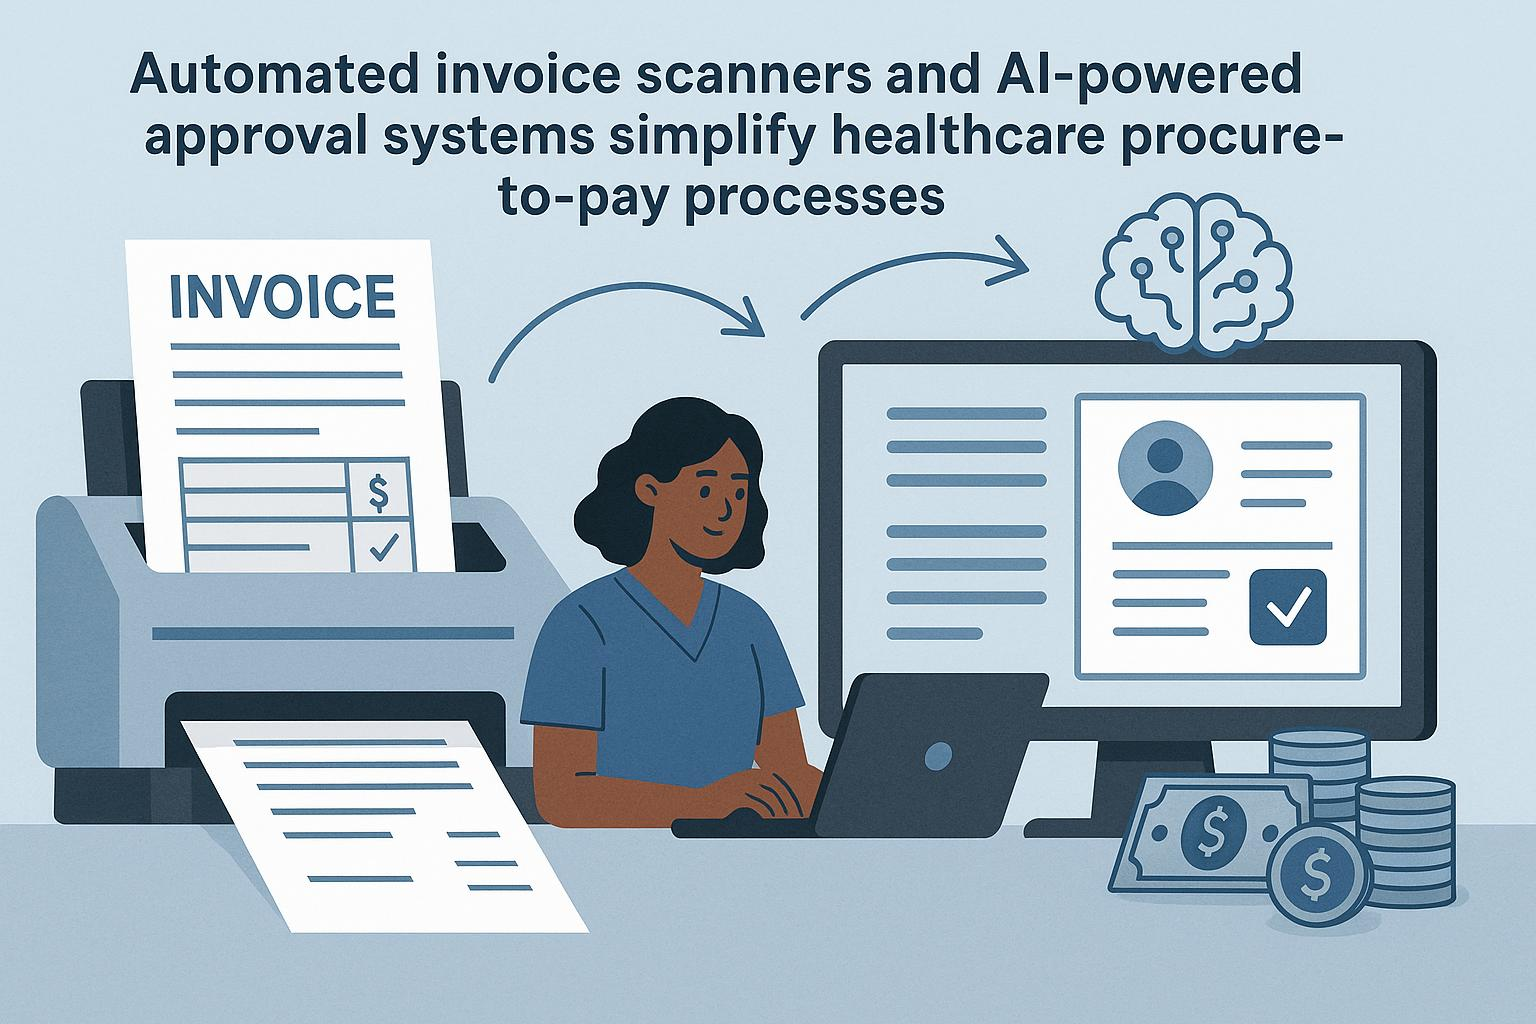 Automated invoice scanners and AI-powered
approval systems simplify healthcare procure-
to-pay processes
INVOICE
$
$
$